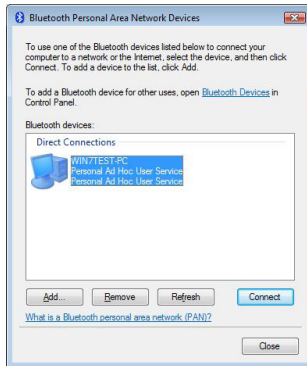 Bluetooth Personal Area Network Devices
To use one of the Bluetooth devices listed below to connect your
computer to a network or the Internet, select the device, and then click
Connect. To add a device to the list, click Add.
To add a Bluetooth device for other uses, open Bluetooth Devices in
Control Panel.
Bluetooth devices:
Direct Connections
WIN7TEST-PC
Personal Ad Hoc User Service
Personal Ad Hoc User Service
Add... Remove Refresh Connect
What is a Bluetooth personal area network (PAN)?
Close